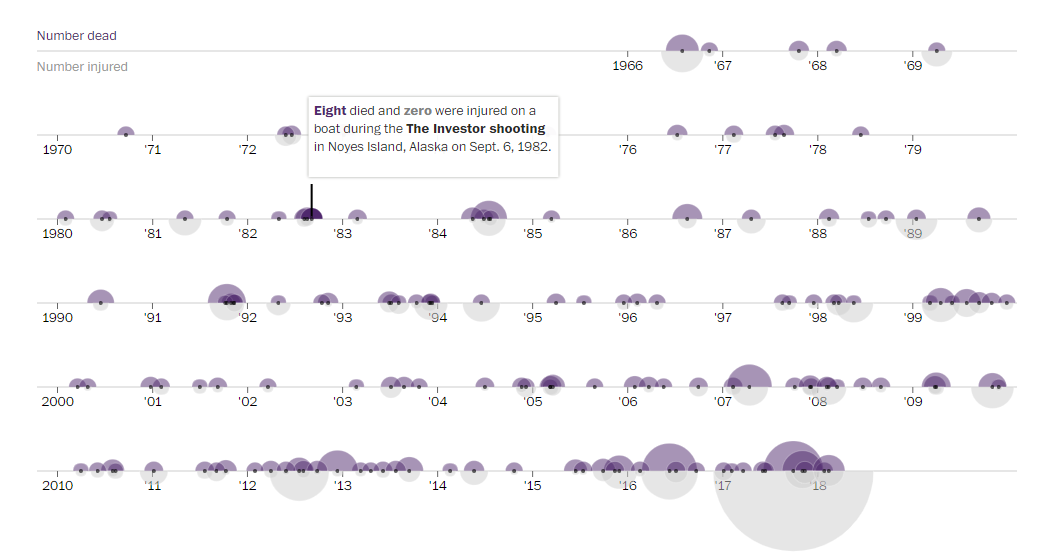 Number dead
Number injured
1966 '67 '68 '69
Eight died and zero were injured on a
boat during the The Investor shooting
in Noyes Island, Alaska on Sept. 6, 1982.
1970 '71 '72 '76 '77 '78 '79
1980 '81 '82 '83 '84 '85 '86 '87 '88 '89
1990 '91 '92 '93 '94 '95 '96 '97 '98 '99
2000 '01 '02 '03 '04 '05 '06 '07 '08 '09
2010 '11 '12 '13 '14 '15 '16 '17 '18